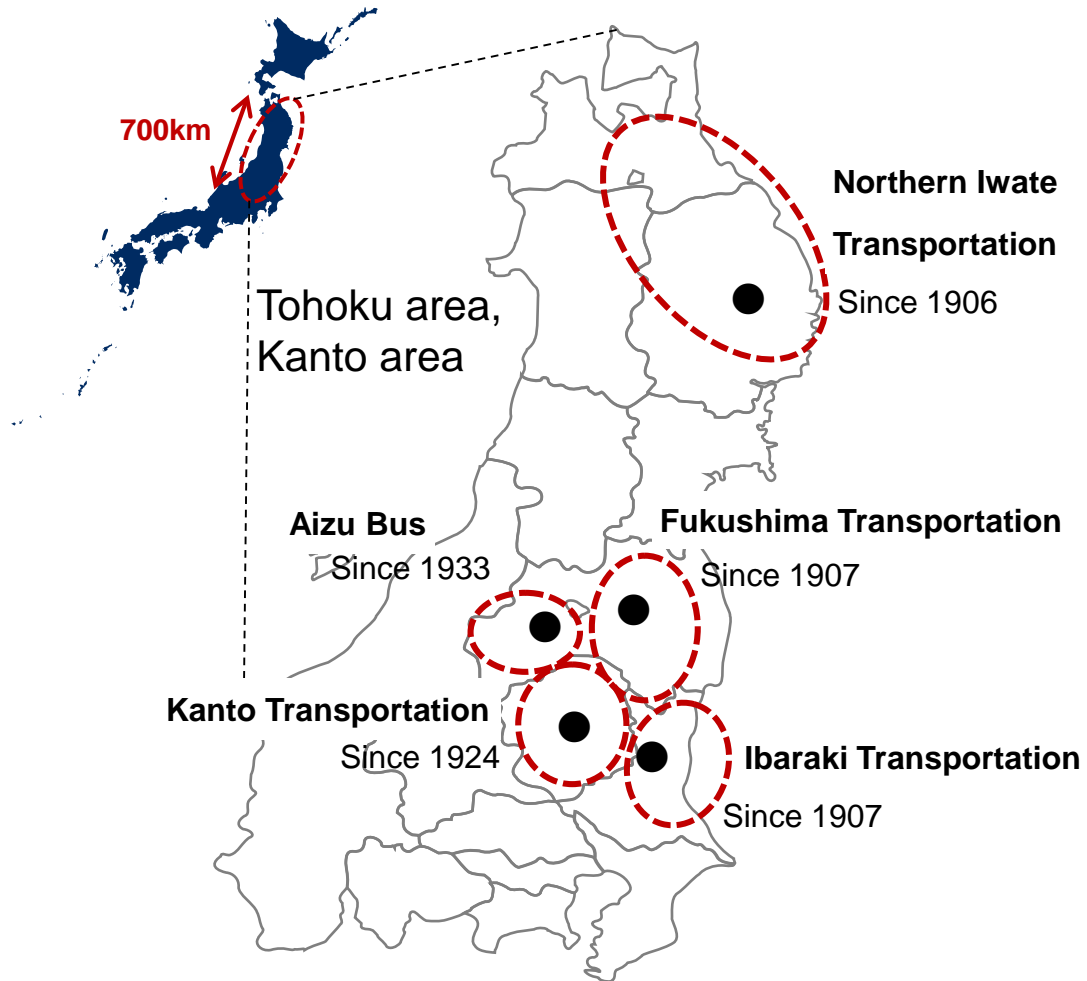 700km
Northern Iwate
Transportation
Since 1906
Tohoku area,
Kanto area
Aizu Bus
Since 1933
Fukushima Transportation
Since 1907
Kanto Transportation
Since 1924
Ibaraki Transportation
Since 1907